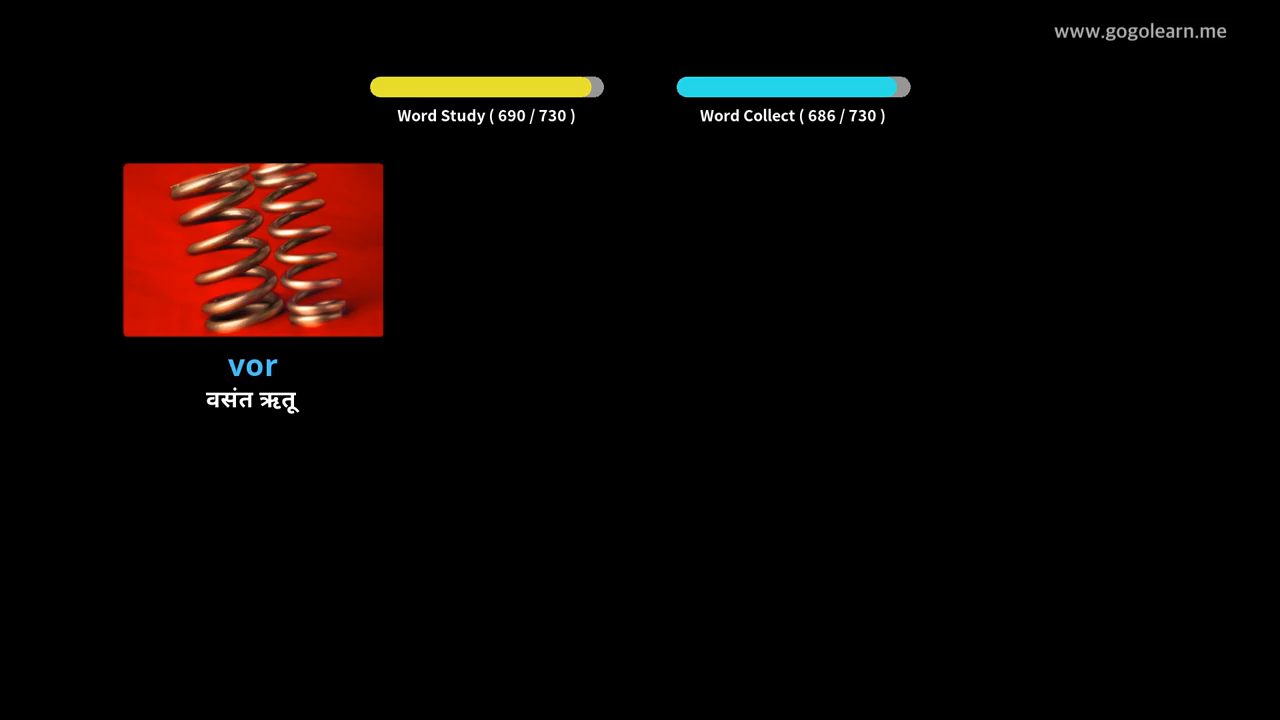 www.gogolearn.me
Word Study ( 690 / 730 )
Word Collect ( 686 / 730 )
vor
वसंत ऋतू